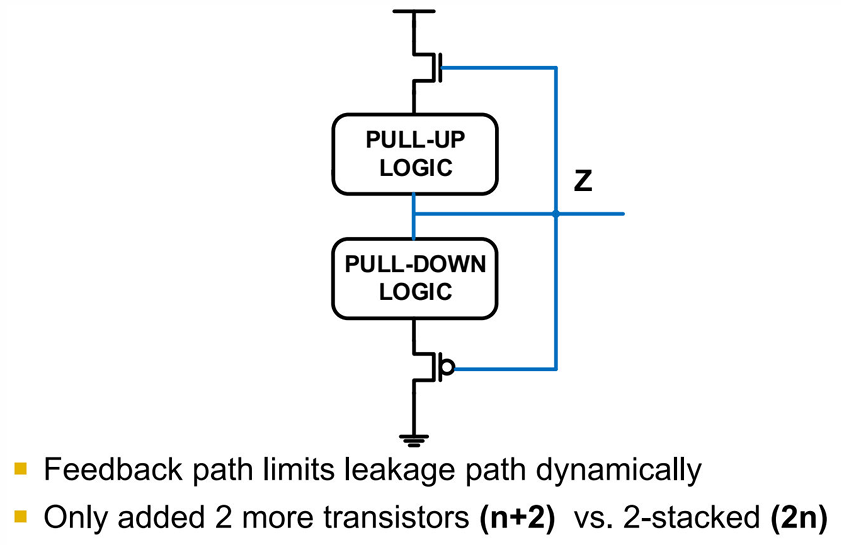 PULL-UP
LOGIC
Z
PULL-DOWN
LOGIC
Feedback path limits leakage path dynamically
Only added 2 more transistors (n+2) vs. 2-stacked (2n)